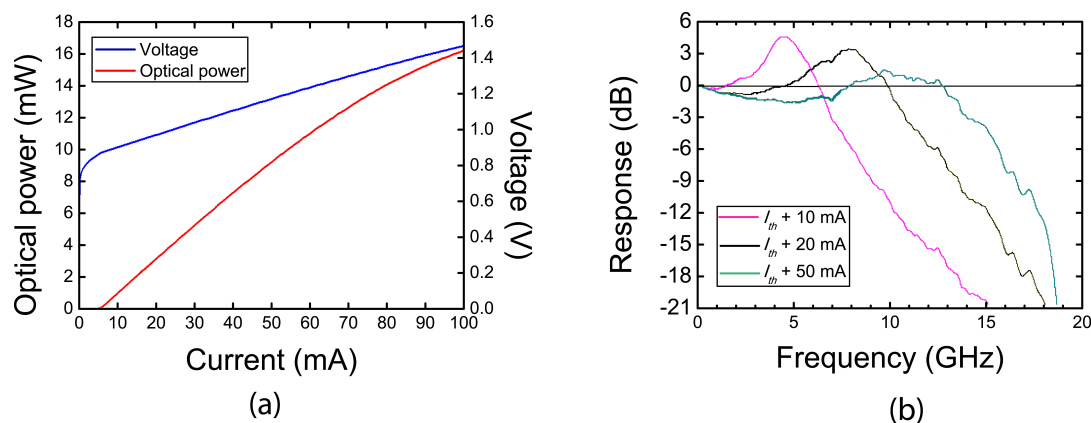 18
16
14
12
10
8
6
4
2
0
Optical power (mW)
Voltage
Optical power
1.6
1.4
1.2
1.0
0.8
0.6
0.4
0.2
0.0
Voltage (V)
0 10 20 30 40 50 60 70 80 90 100
Current (mA)
(a)
6
3
0
-3
-6
-9
-12
-15
-18
-21
Response (dB)
I th + 10 mA
I th + 20 mA
I th + 50 mA
0 5 10 15 20
Frequency (GHz)
(b)